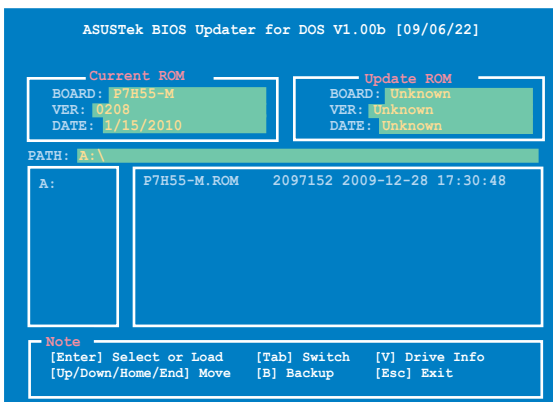 ASUSTek BIOS Updater for DOS V1.00b [09/06/22]
Current ROM
BOARD: P7H55-M
VER: 0208
DATE: 1/15/2010
Update ROM
BOARD: Unknown
VER: Unknown
DATE: Unknown
PATH: A:\
A:
P7H55-M.ROM 2097152 2009-12-28 17:30:48
Note
[Enter] Select or Load [Tab] Switch [V] Drive Info
[Up/Down/Home/End] Move [B] Backup [Esc] Exit